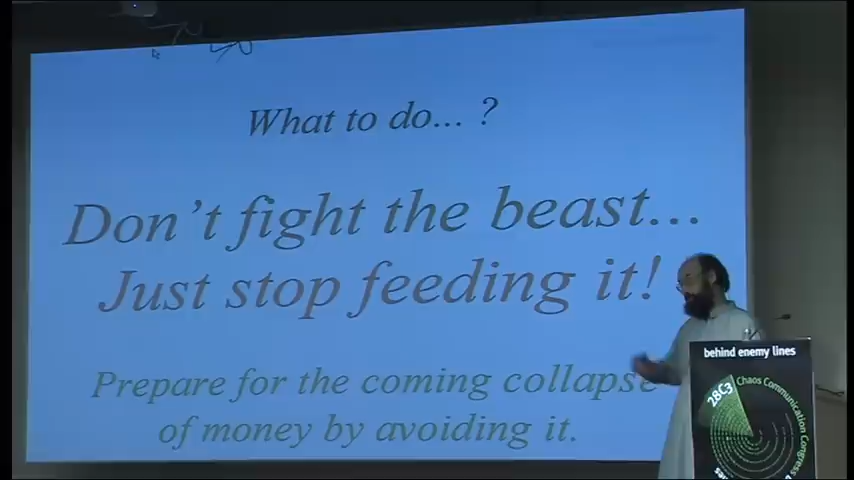 What to do... ?
Don't fight the beast...
Just stop feeding it!
Prepare for the coming collapse
of money by avoiding it.
behind enemy lines
28C3
Chaos Communication Congress